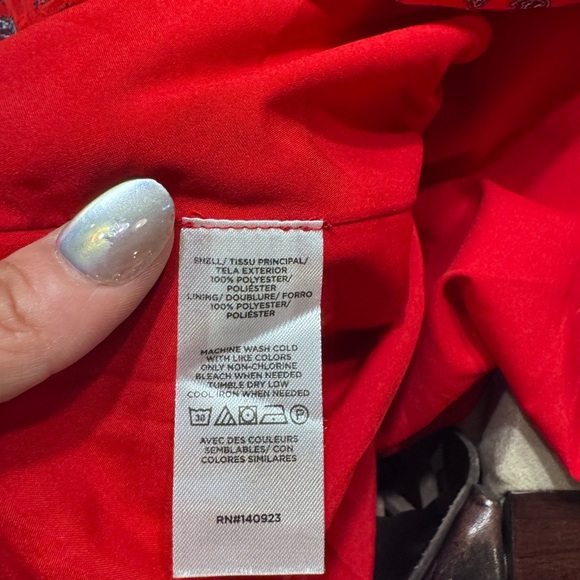 SHELL/ TISSU PRINCIPAL/
TELA EXTERIOR
100% POLYESTER/
POLIÉSTER
LINING/ DOUBLURE/ FORRO
100% POLYESTER/
POLIÉSTER
MACHINE WASH COLD
WITH LIKE COLORS
ONLY NON-CHLORINE
BLEACH WHEN NEEDED
TUMBLE DRY LOW
COOL IRON WHEN NEEDED
30 P
AVEC DES COULEURS
SEMBLABLES/ CON
COLORES SIMILARES
RN#140923